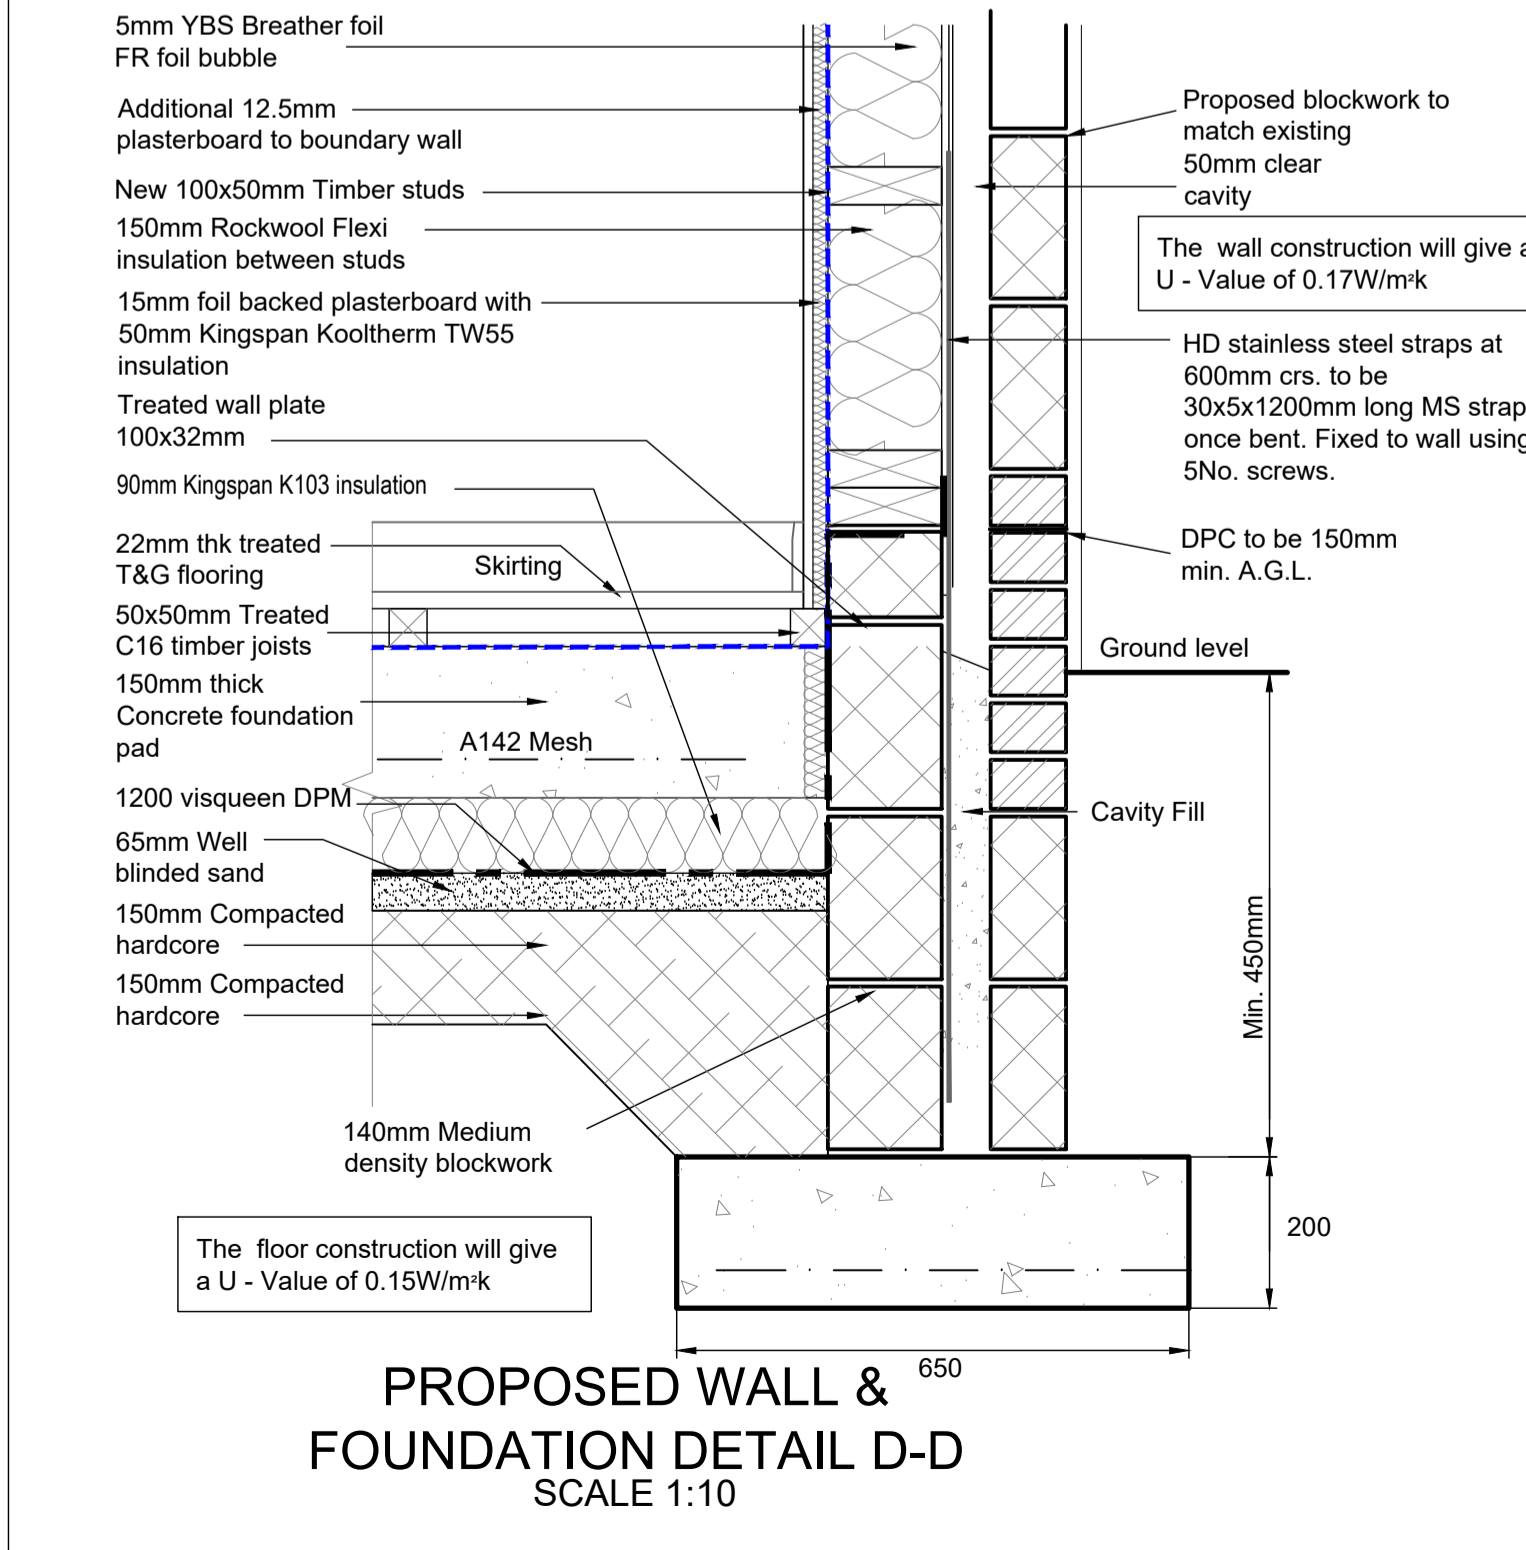 5mm YBS Breather foil
FR foil bubble
Additional 12.5mm
plasterboard to boundary wall
New 100x50mm Timber studs
150mm Rockwool Flexi
insulation between studs
15mm foil backed plasterboard with
50mm Kingspan Kooltherm TW55
insulation
Treated wall plate
100x32mm
90mm Kingspan K103 insulation
22mm thk treated
T&G flooring
Skirting
50x50mm Treated
C16 timber joists
150mm thick
Concrete foundation
pad
A142 Mesh
1200 visqueen DPM
65mm Well
blinded sand
150mm Compacted
hardcore
150mm Compacted
hardcore
140mm Medium
density blockwork
The floor construction will give
a U - Value of 0.15W/m²k
Proposed blockwork to
match existing
50mm clear
cavity
The wall construction will give a
U - Value of 0.17W/m²k
HD stainless steel straps at
600mm crs. to be
30x5x1200mm long MS strap
once bent. Fixed to wall using
5No. screws.
DPC to be 150mm
min. A.G.L.
Ground level
Cavity Fill
Min. 450mm
200
650
PROPOSED WALL &
FOUNDATION DETAIL D-D
SCALE 1:10